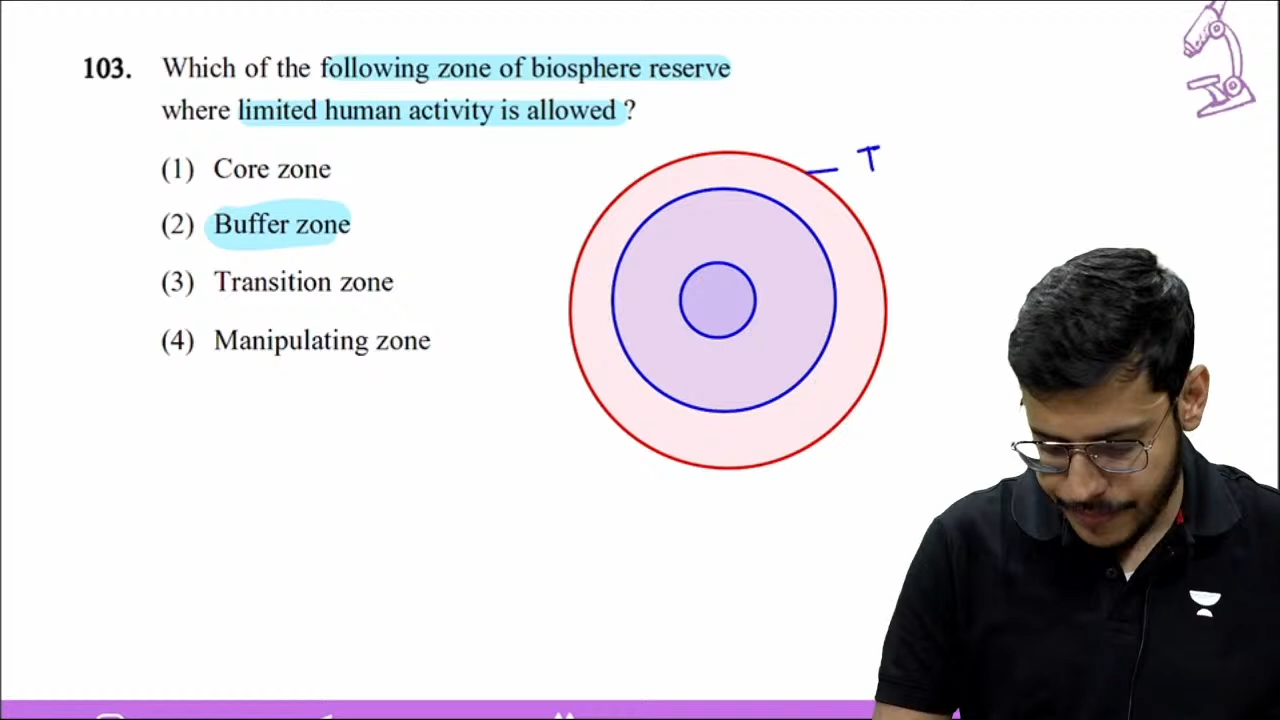 103. Which of the following zone of biosphere reserve
where limited human activity is allowed ?
(1) Core zone
T
(2) Buffer zone
(3) Transition zone
(4) Manipulating zone